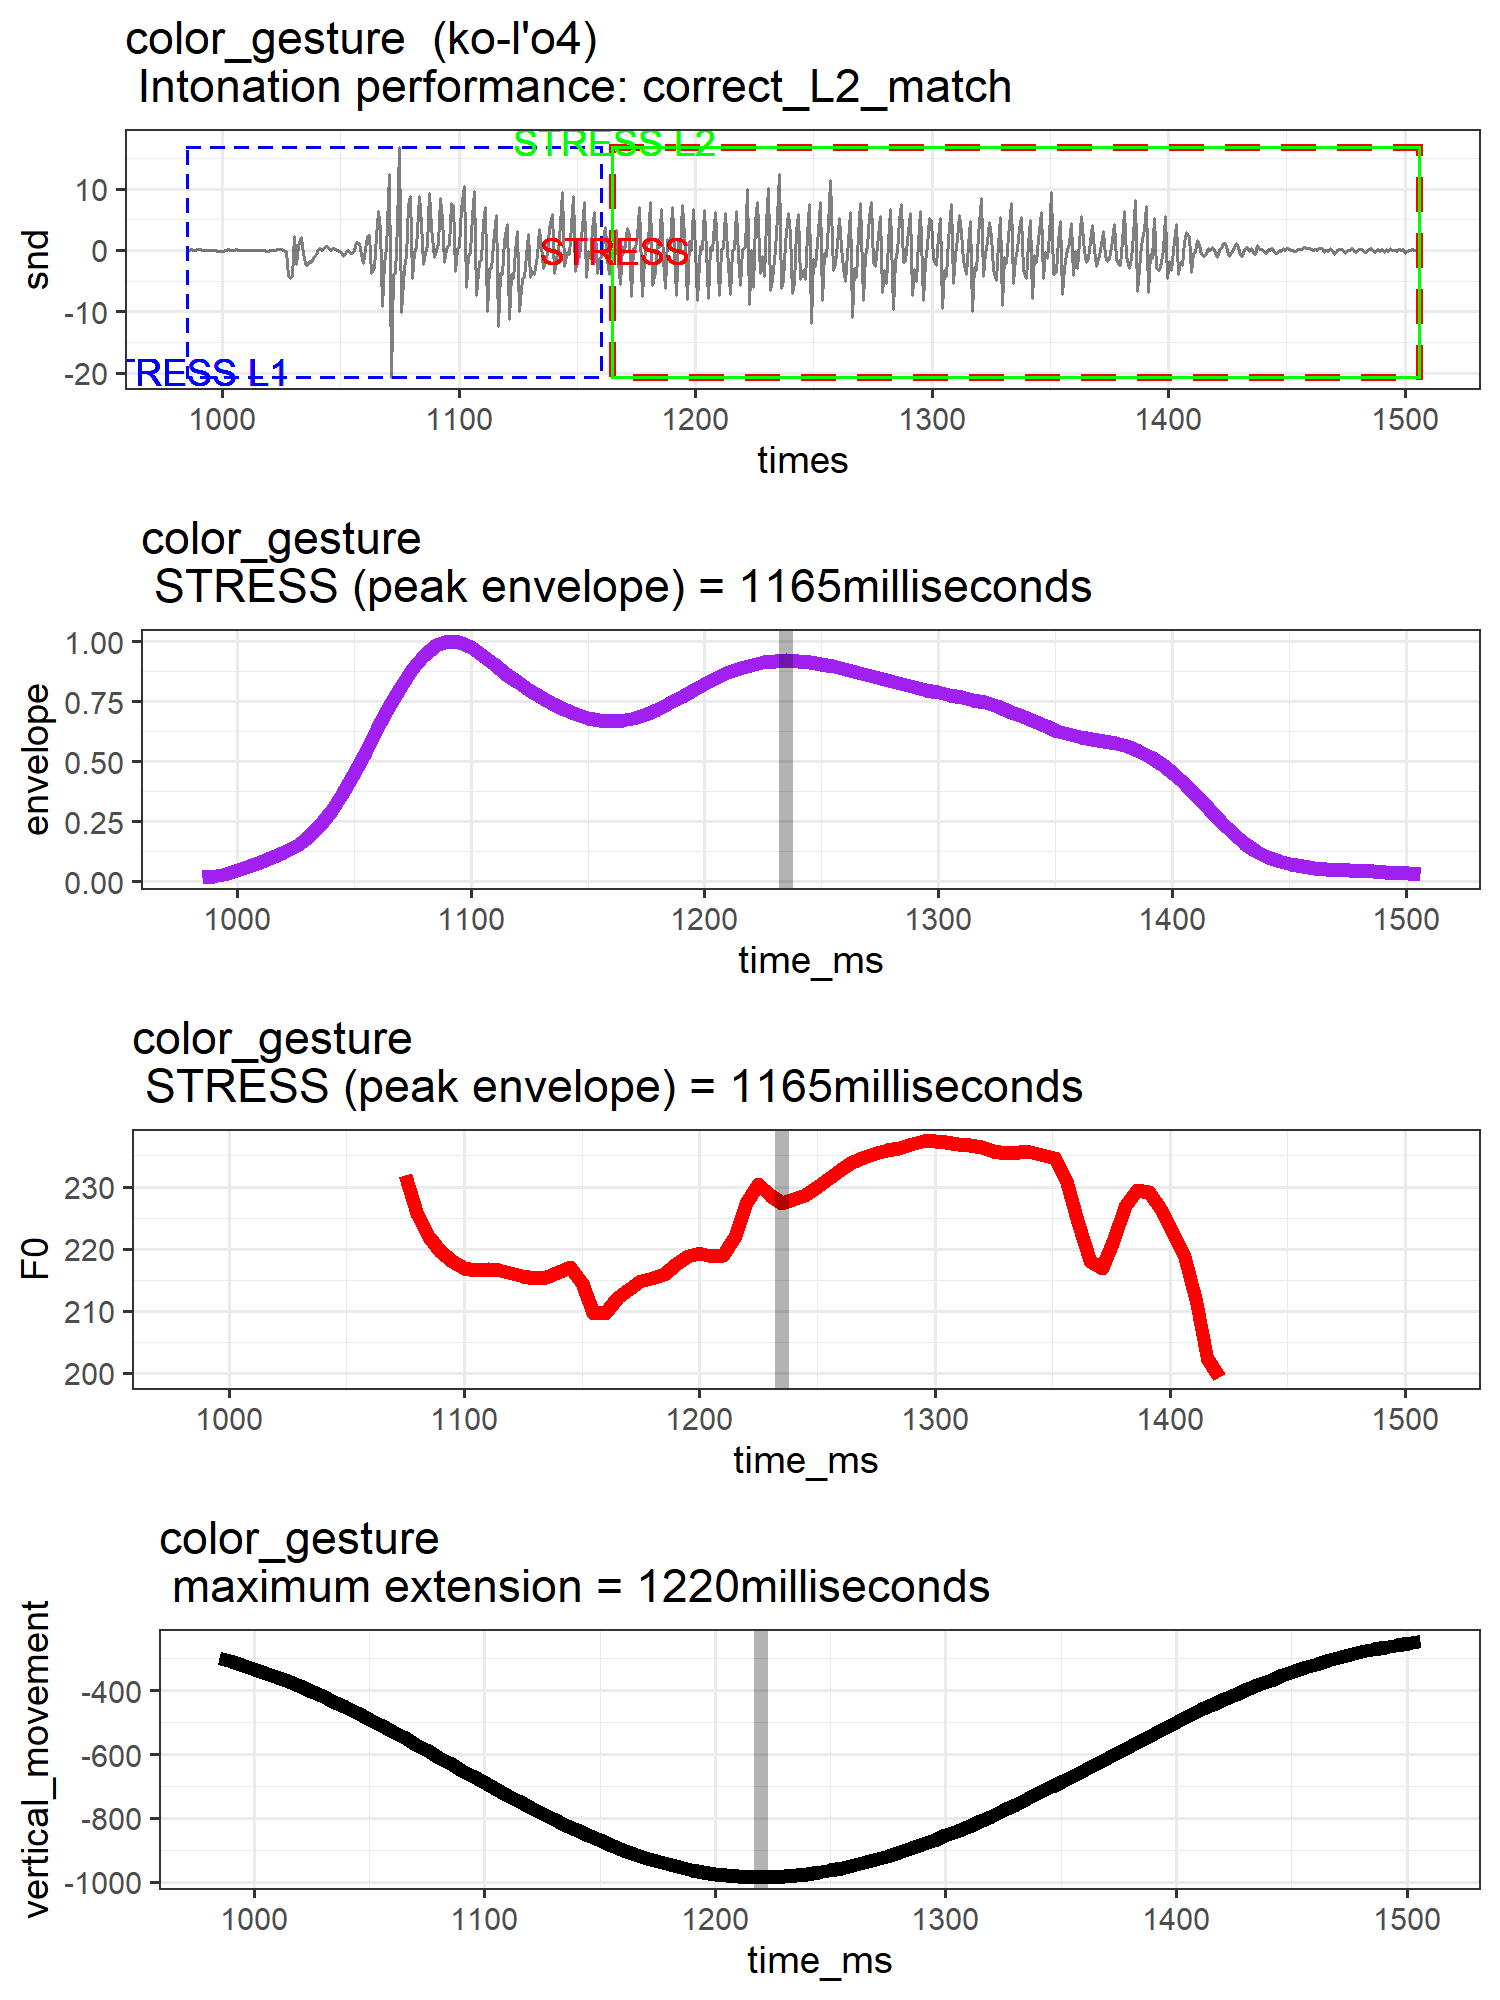 color_gesture  (ko-l'o4)
Intonation performance: correct_L2_match
STRESS L2
10
0
-10
-20
snd
STRESS
TRESS L1
1000 1100 1200 1300 1400 1500
times
color_gesture
STRESS (peak envelope) = 1165milliseconds
1.00
0.75
0.50
0.25
0.00
envelope
1000 1100 1200 1300 1400 1500
time_ms
color_gesture
STRESS (peak envelope) = 1165milliseconds
230
220
210
200
F0
1000 1100 1200 1300 1400 1500
time_ms
color_gesture
maximum extension = 1220milliseconds
-400
-600
-800
-1000
vertical_movement
1000 1100 1200 1300 1400 1500
time_ms